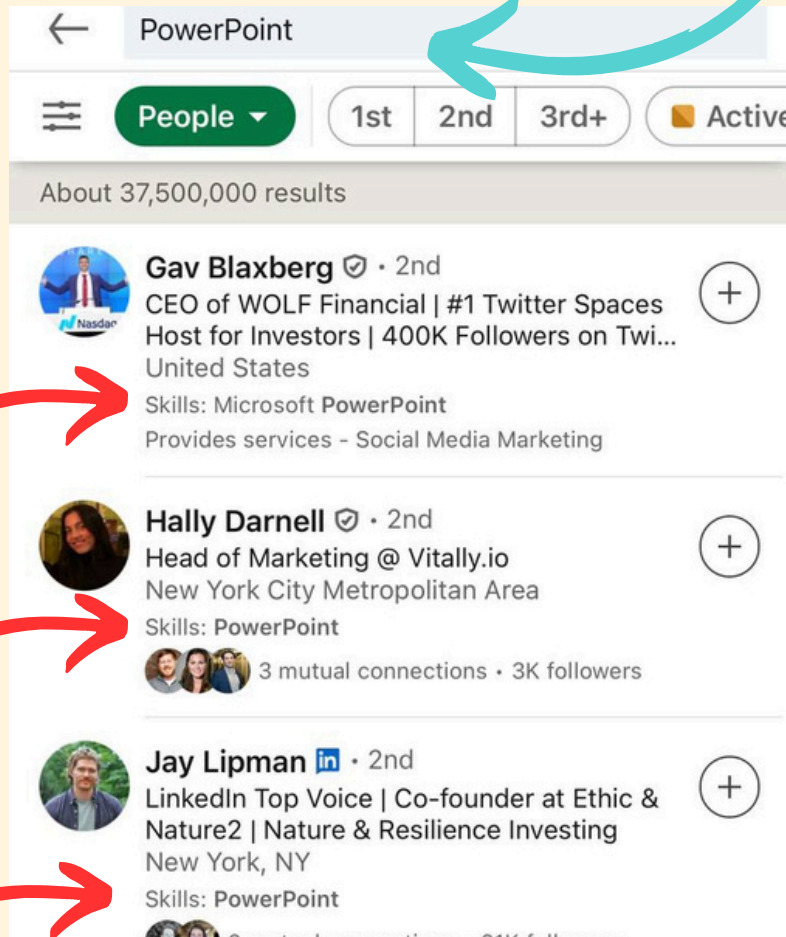 PowerPoint
People 1st 2nd 3rd+ Active
About 37,500,000 results
Gav Blaxberg • 2nd
CEO of WOLF Financial | #1 Twitter Spaces
Host for Investors | 400K Followers on Twi...
United States
Skills: Microsoft PowerPoint
Provides services - Social Media Marketing
Nasdaq
Hally Darnell • 2nd
Head of Marketing @ Vitally.io
New York City Metropolitan Area
Skills: PowerPoint
3 mutual connections • 3K followers
Jay Lipman in • 2nd
LinkedIn Top Voice | Co-founder at Ethic &
Nature2 | Nature & Resilience Investing
New York, NY
Skills: PowerPoint